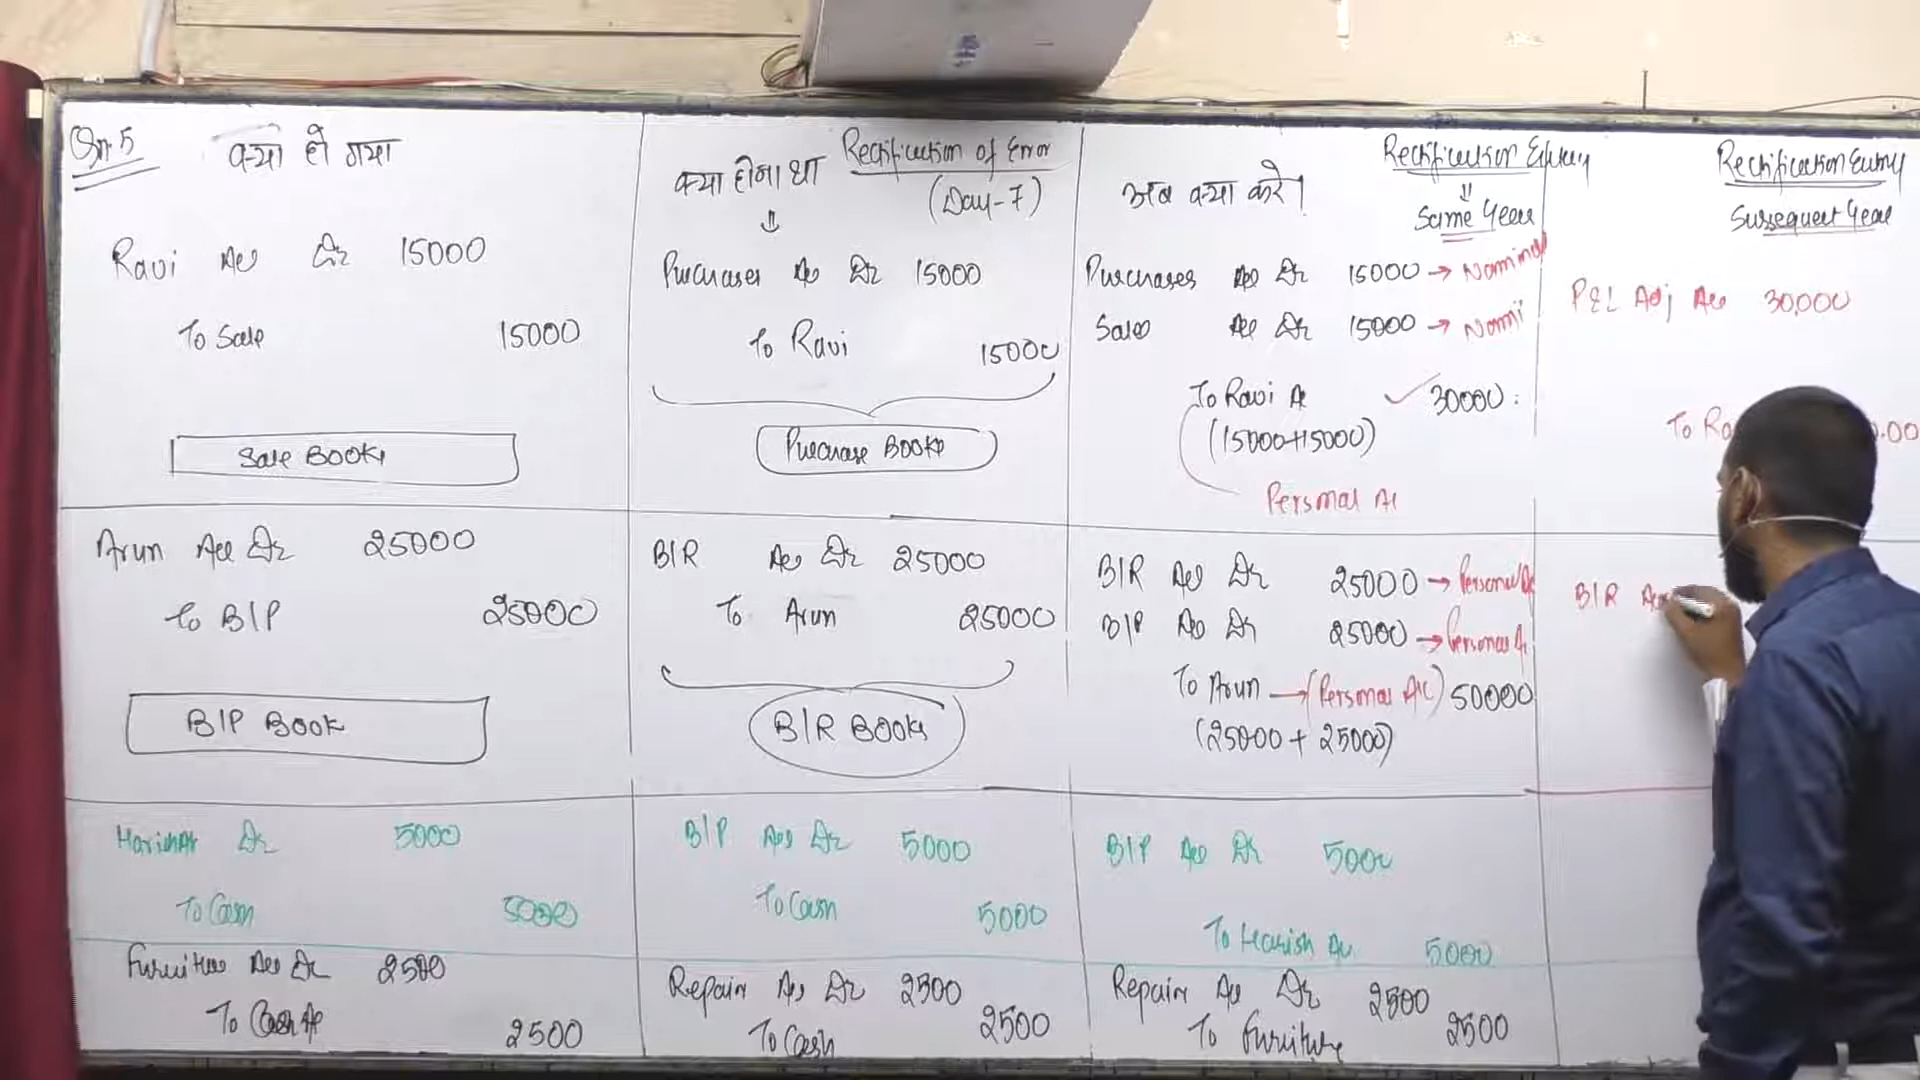 Qn.5 क्या हो गया
Ravi A/c Dr 15000
To Sale 15000
Sale Book
क्या होना था
Rectification of Error
(Day-7)
⇓
Purchases A/c Dr 15000
To Ravi 15000
Purchase Book
अब क्या करे।
Rectification Entry
⇓
Same Year
Purchases A/c Dr 15000 → Nominal
Sales A/c Dr 15000 → Nomi
To Ravi A/c ✓ 30000
(15000+15000)
Personal A/c
Rectification Entry
Sussequent Year
P&L Adj A/c 30,000
To Ra
Arun A/c Dr 25000
To B/P 25000
B/P Book
B/R A/c Dr 25000
To Arun 25000
B/R Book
B/R A/c Dr 25000 → Personal A/c
B/P A/c Dr 25000 → Personal A/c
To Arun → (Personal A/c) 50000
(25000 + 25000)
B/R
Harish A/c Dr 5000
To Cash 5000
B/P A/c Dr 5000
To Cash 5000
B/P A/c Dr 5000
To Harish A/c 5000
Furniture A/c Dr 2500
To Cash A/c 2500
Repair A/c Dr 2500
To Cash 2500
Repair A/c Dr 2500
To Furniture 2500